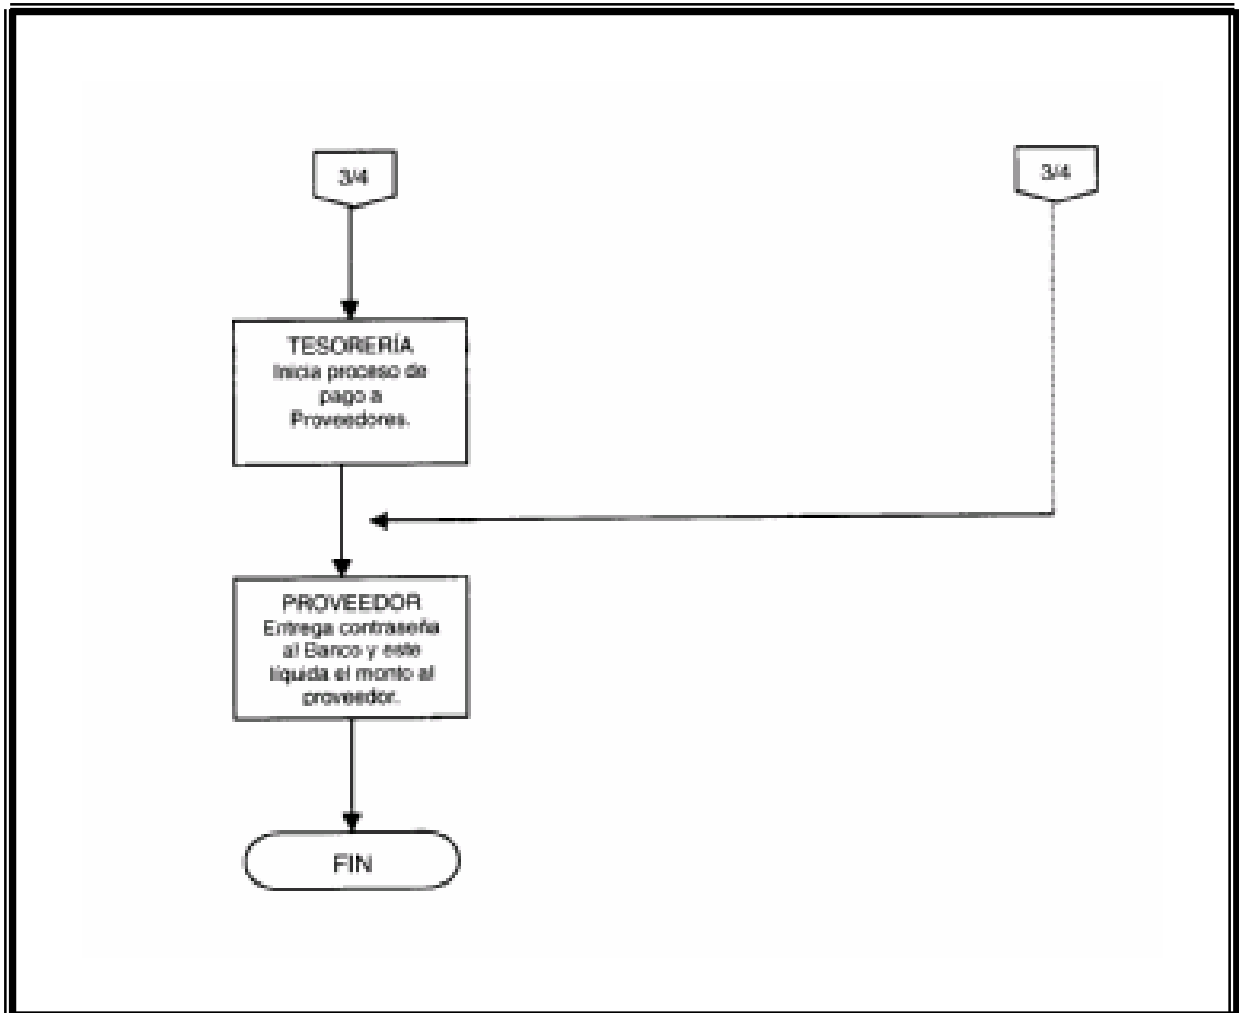 3/4
3/4
TESORERÍA
Inicia proceso de
pago a
Proveedores.
PROVEEDOR
Entrega contraseña
al Banco y este
líquida el monto al
proveedor.
FIN